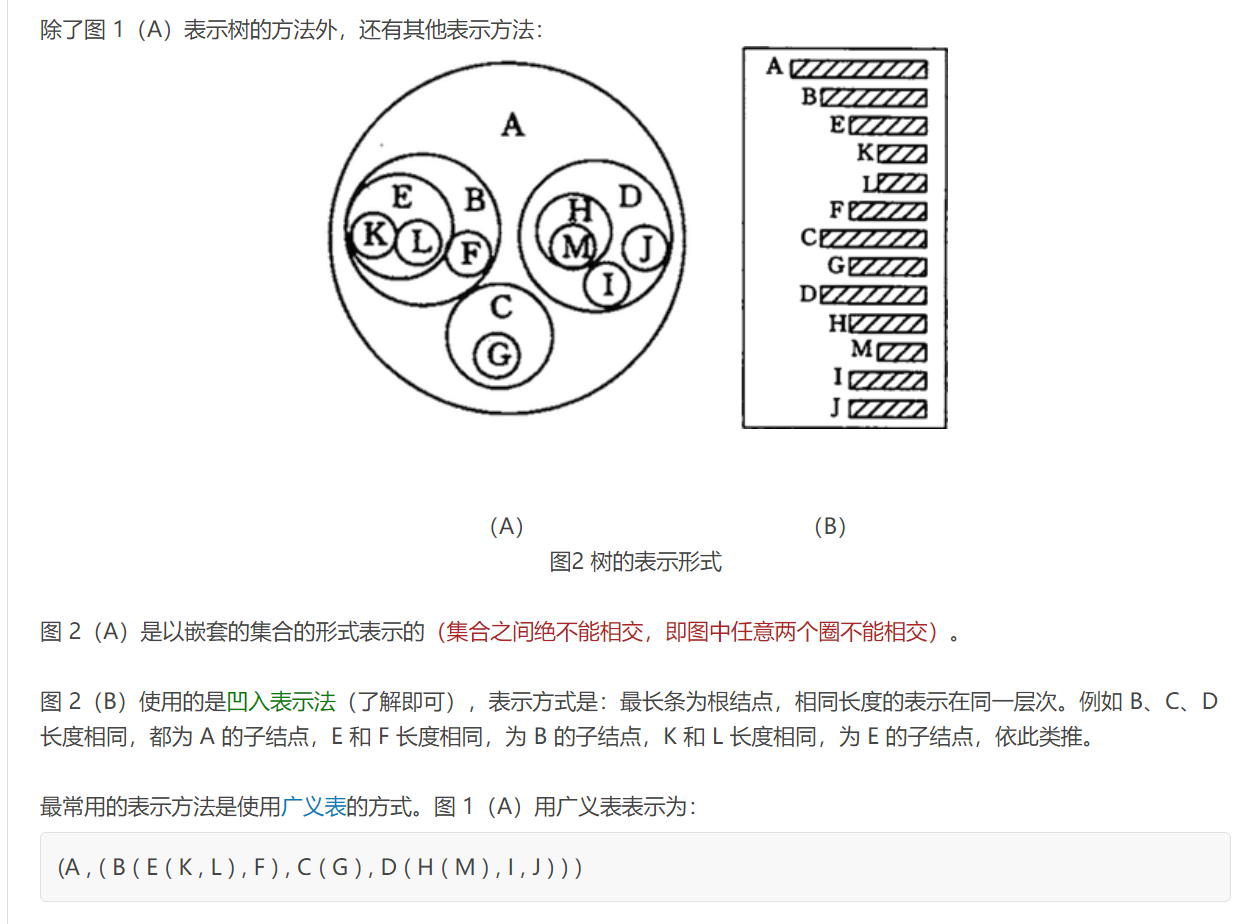 除了图 1（A）表示树的方法外，还有其他表示方法：
A
E
B
K
L
F
D
H
M
J
I
C
G
A
B
E
K
L
F
C
G
D
H
M
I
J
（A）
（B）
图2 树的表示形式
图 2（A）是以嵌套的集合的形式表示的（集合之间绝不能相交，即图中任意两个圈不能相交）。
图 2（B）使用的是凹入表示法（了解即可），表示方式是：最长条为根结点，相同长度的表示在同一层次。例如 B、C、D
长度相同，都为 A 的子结点，E 和 F 长度相同，为 B 的子结点，K 和 L 长度相同，为 E 的子结点，依此类推。
最常用的表示方法是使用广义表的方式。图 1（A）用广义表表示为：
(A , ( B ( E ( K , L ) , F ) , C ( G ) , D ( H ( M ) , I , J ) ) )